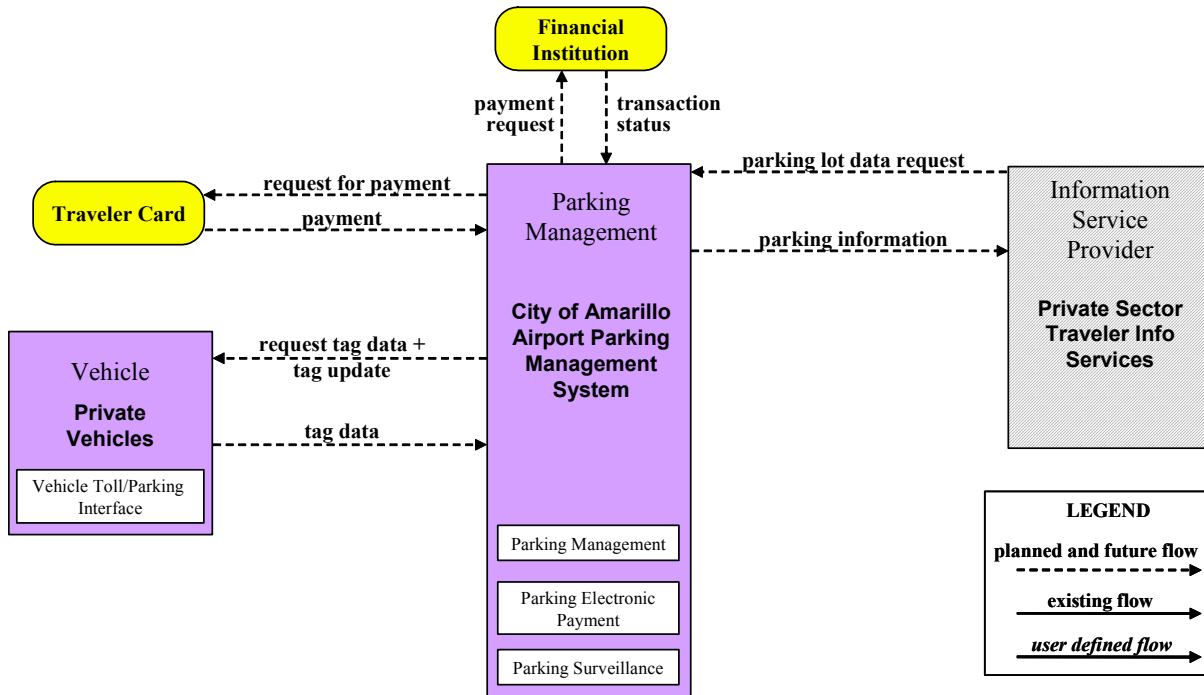 Financial
Institution
payment
request
transaction
status
parking lot data request
request for payment
Traveler Card
payment
Parking
Management
Information
Service
Provider
parking information
City of Amarillo
Airport Parking
Management
System
Private Sector
Traveler Info
Services
request tag data +
tag update
Vehicle
Private
Vehicles
tag data
Vehicle Toll/Parking
Interface
Parking Management
Parking Electronic
Payment
Parking Surveillance
LEGEND
planned and future flow
existing flow
user defined flow